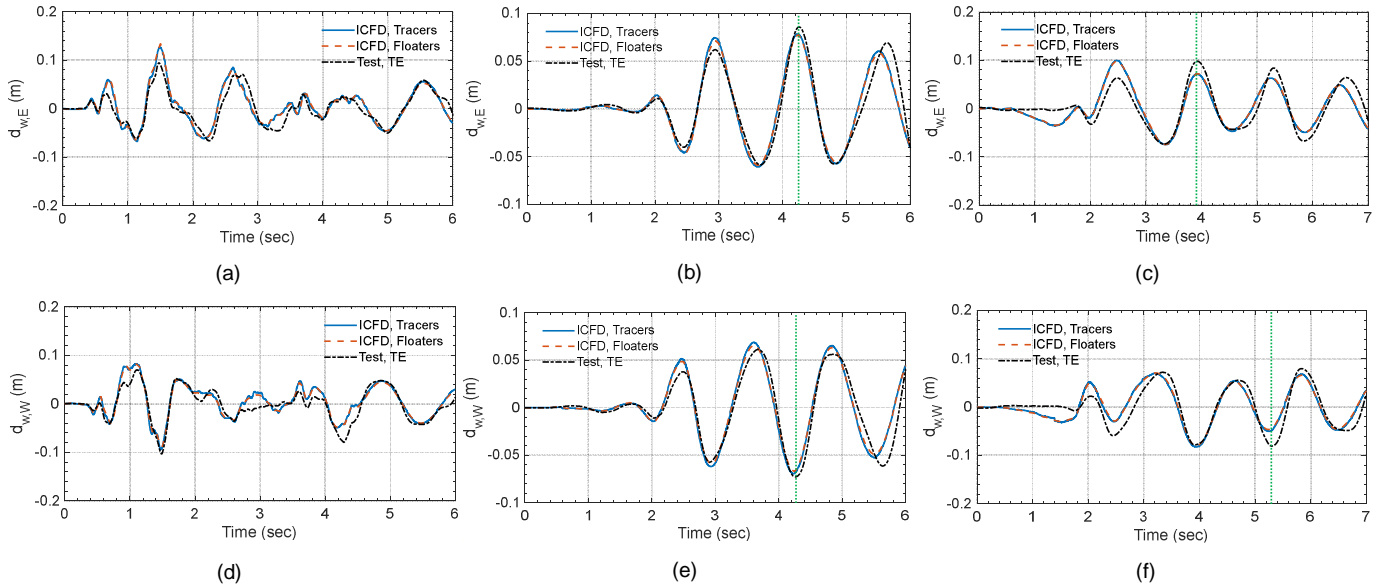 0.2
0.1
0
-0.1
-0.2
d_w,E (m)
ICFD, Tracers
ICFD, Floaters
Test, TE
0 1 2 3 4 5 6
Time (sec)
(a)
0.1
0.05
0
-0.05
-0.1
d_w,E (m)
ICFD, Tracers
ICFD, Floaters
Test, TE
0 1 2 3 4 5 6
Time (sec)
(b)
0.2
0.1
0
-0.1
-0.2
d_w,E (m)
ICFD, Tracers
ICFD, Floaters
Test, TE
0 1 2 3 4 5 6 7
Time (sec)
(c)
0.2
0.1
0
-0.1
-0.2
d_w,W (m)
ICFD, Tracers
ICFD, Floaters
Test, TE
0 1 2 3 4 5 6
Time (sec)
(d)
0.1
0.05
0
-0.05
-0.1
d_w,W (m)
ICFD, Tracers
ICFD, Floaters
Test, TE
0 1 2 3 4 5 6
Time (sec)
(e)
0.2
0.1
0
-0.1
-0.2
d_w,W (m)
ICFD, Tracers
ICFD, Floaters
Test, TE
0 1 2 3 4 5 6 7
Time (sec)
(f)